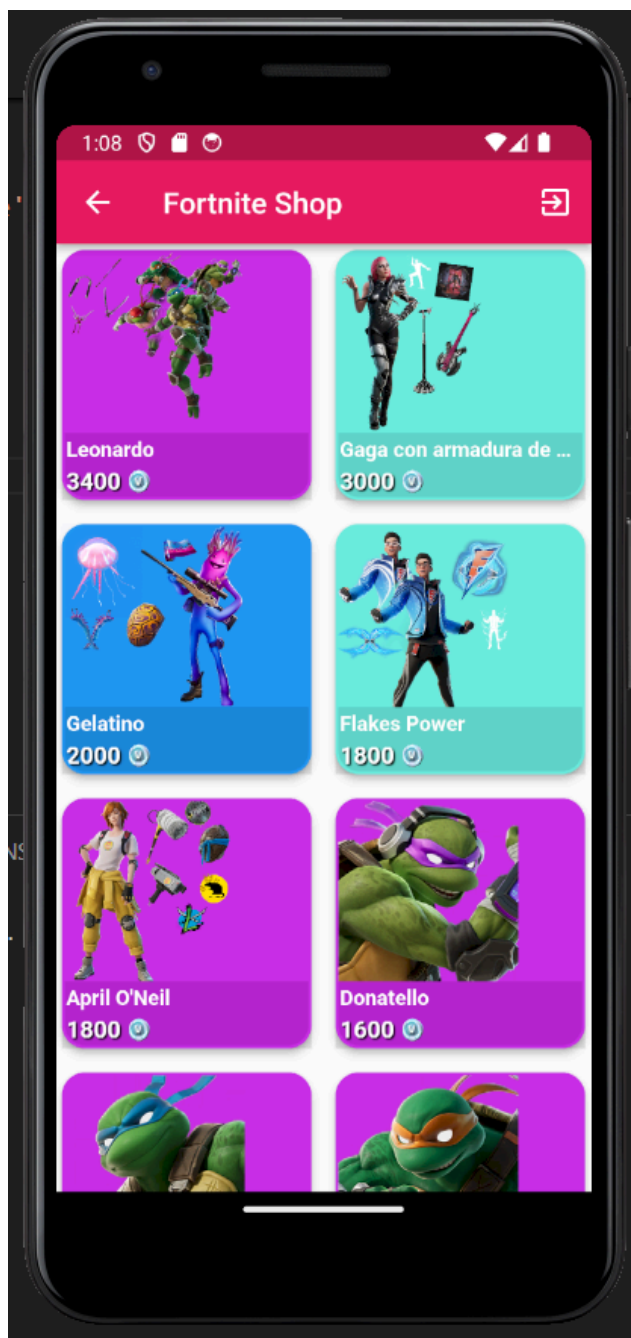 1:08
Fortnite Shop
Leonardo
3400
Gaga con armadura de ...
3000
Gelatino
2000
Flakes Power
1800
April O'Neil
1800
Donatello
1600